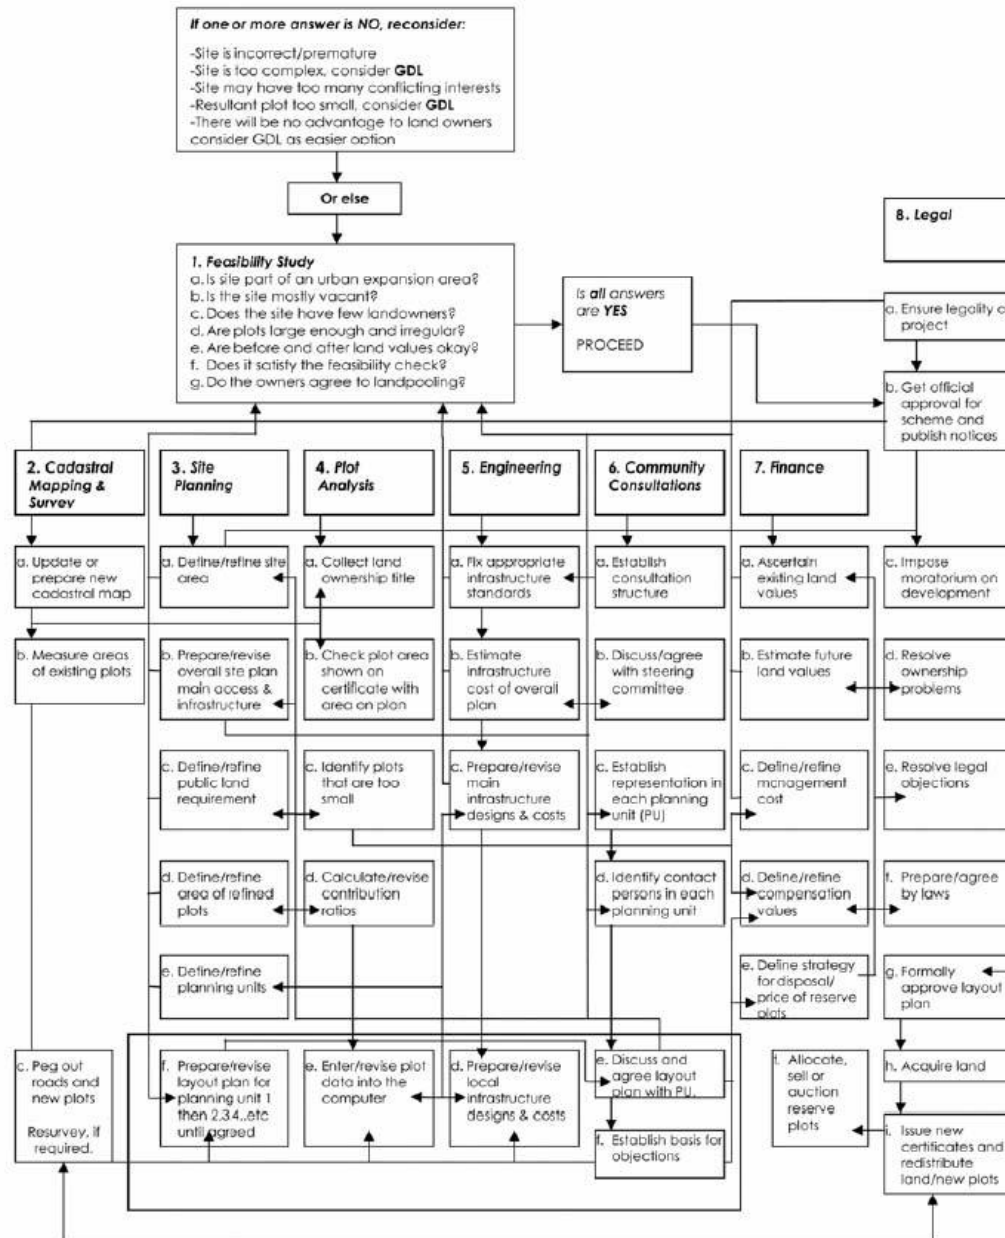 If one or more answer is NO, reconsider:
-Site is incorrect/premature
-Site is too complex, consider GDL
-Site may have too many conflicting interests
-Resultant plot too small, consider GDL
-There will be no advantage to land owners
consider GDL as easier option
Or else
1. Feasibility Study
a. Is site part of an urban expansion area?
b. Is the site mostly vacant?
c. Does the site have few landowners?
d. Are plots large enough and irregular?
e. Are before and after land values okay?
f. Does it satisfy the feasibility check?
g. Do the owners agree to landpooling?
Is all answers
are YES
PROCEED
8. Legal
a. Ensure legality o
project
b. Get official
approval for
scheme and
publish notices
2. Cadastral
Mapping &
Survey
a. Update or
prepare new
cadastral map
b. Measure areas
of existing plots
c. Peg out
roads and
new plots
Resurvey, if
required.
3. Site
Planning
a. Define/refine site
area
b. Prepare/revise
overall site plan
main access &
infrastructure
c. Define/refine
public land
requirement
d. Define/refine
area of refined
plots
e. Define/refine
planning units
f. Prepare/revise
layout plan for
planning unit 1
then 2,3,4,..etc
until agreed
4. Plot
Analysis
a. Collect land
ownership title
b. Check plot area
shown on
certificate with
area on plan
c. Identify plots
that are too
small
d. Calculate/revise
contribution
ratios
e. Enter/revise plot
data into the
computer
5. Engineering
a. Fix appropriate
infrastructure
standards
b. Estimate
infrastructure
cost of overall
plan
c. Prepare/revise
main
infrastructure
designs & costs
d. Prepare/revise
local
infrastructure
designs & costs
6. Community
Consultations
a. Establish
consultation
structure
b. Discuss/agree
with steering
committee
c. Establish
representation in
each planning
unit (PU)
d. Identify contact
persons in each
planning unit
e. Discuss and
agree layout
plan with PU.
f. Establish basis for
objections
7. Finance
a. Ascertain
existing land
values
b. Estimate future
land values
c. Define/refine
management
cost
d. Define/refine
compensation
values
e. Define strategy
for disposal/
price of reserve
plots
f. Allocate,
sell or
auction
reserve
plots
c. Impose
moratorium on
development
d. Resolve
ownership
problems
e. Resolve legal
objections
f. Prepare/agree
by laws
g. Formally
approve layout
plan
h. Acquire land
i. Issue new
certificates and
redistribute
land/new plots